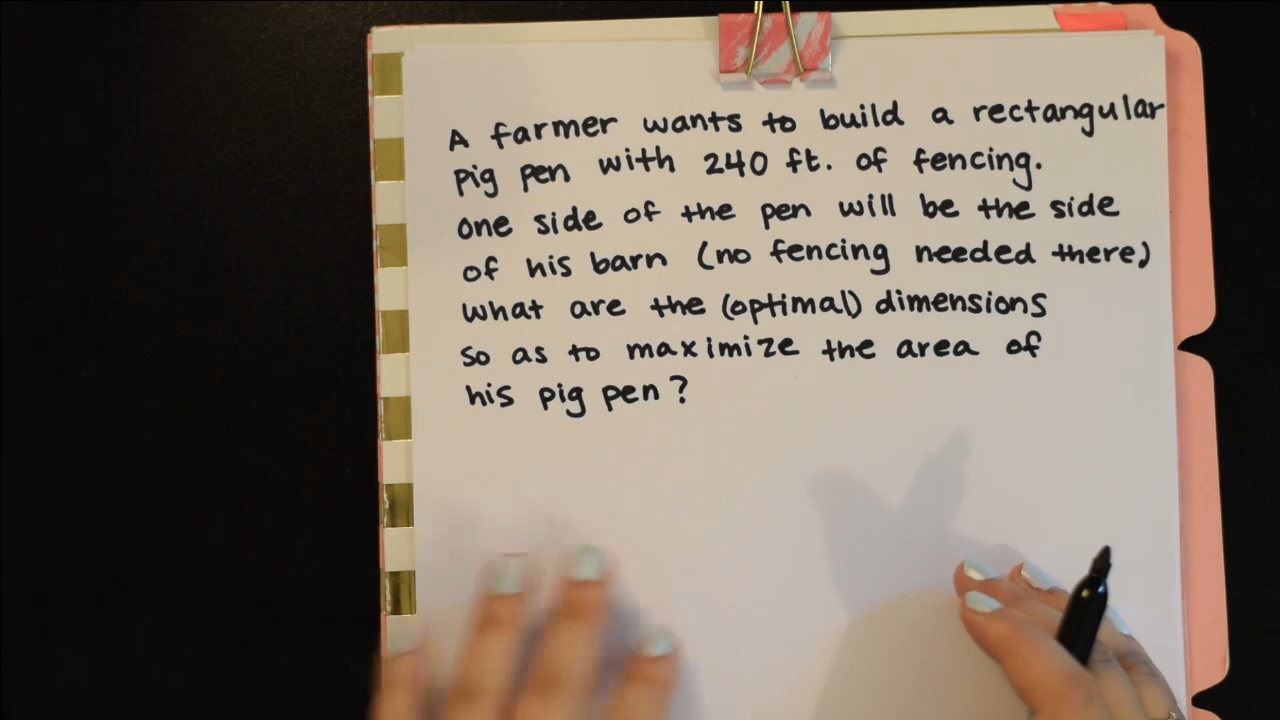 A farmer wants to build a rectangular
pig pen with 240 ft. of fencing.
One side of the pen will be the side
of his barn (no fencing needed there)
what are the (optimal) dimensions
so as to maximize the area of
his pig pen?